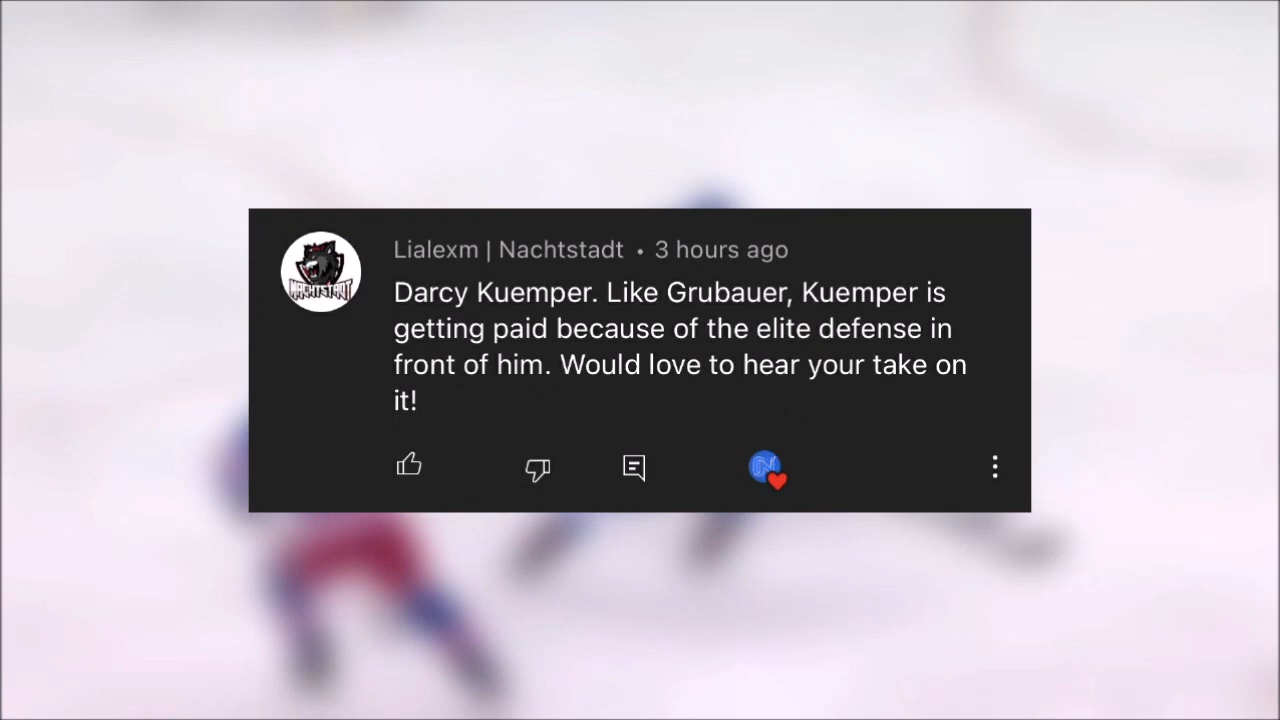 Lialexm | Nachtstadt • 3 hours ago
NACHTSTADT
Darcy Kuemper. Like Grubauer, Kuemper is
getting paid because of the elite defense in
front of him. Would love to hear your take on
it!